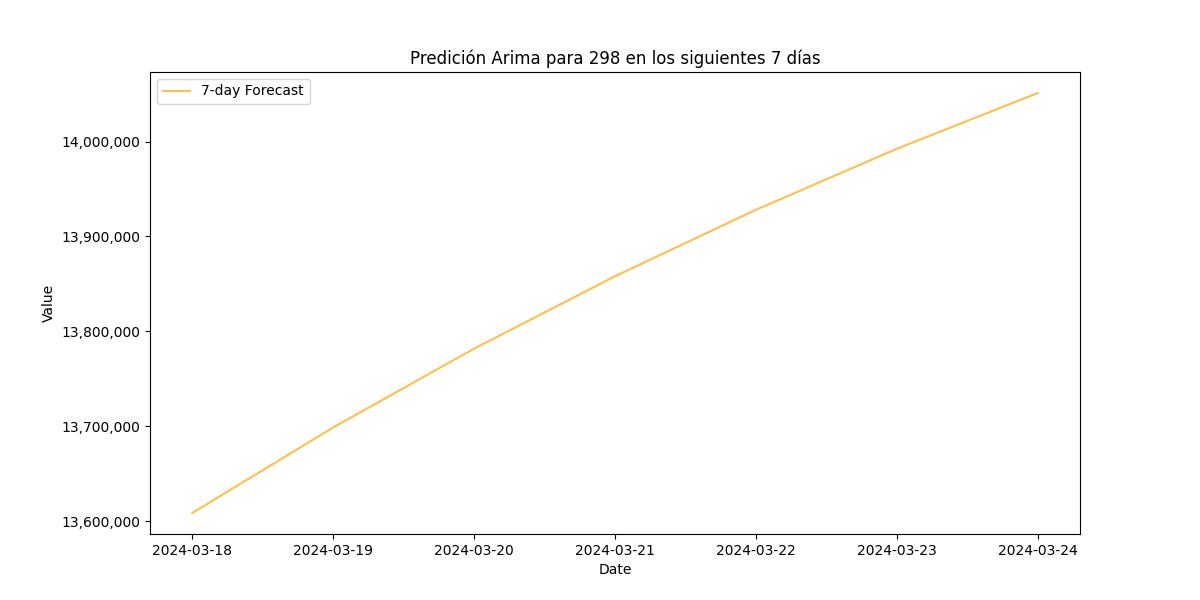 Predición Arima para 298 en los siguientes 7 días
7-day Forecast
Value
14,000,000
13,900,000
13,800,000
13,700,000
13,600,000
2024-03-18 2024-03-19 2024-03-20 2024-03-21 2024-03-22 2024-03-23 2024-03-24
Date